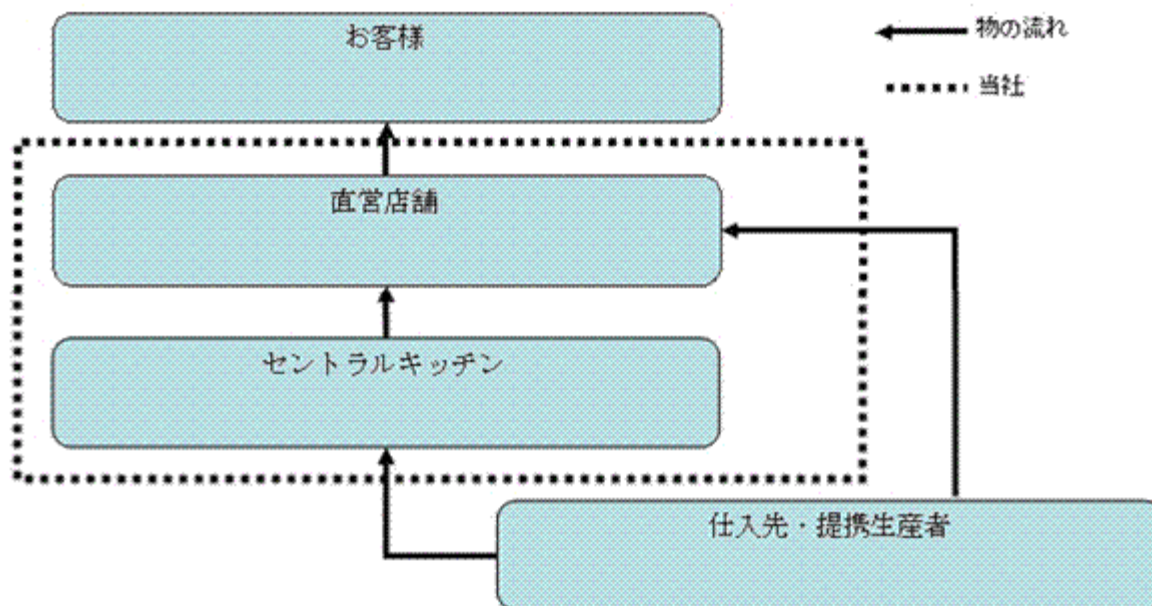 お客様
物の流れ
当社
直営店舗
セントラルキッチン
仕入先・提携生産者